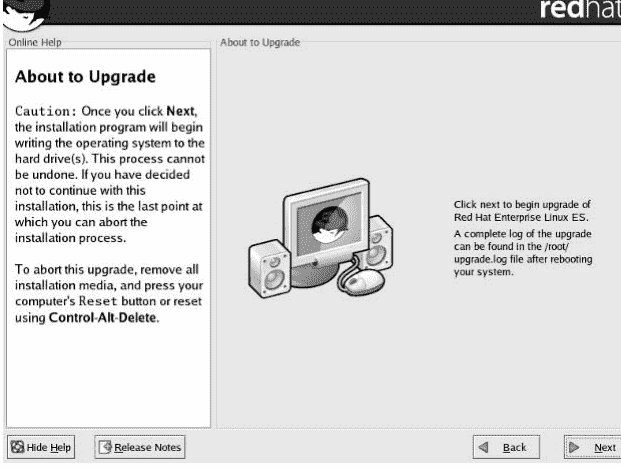 redhat
Online Help
About to Upgrade
About to Upgrade
Caution: Once you click Next,
the installation program will begin
writing the operating system to the
hard drive(s). This process cannot
be undone. If you have decided
not to continue with this
installation, this is the last point at
which you can abort the
installation process.
To abort this upgrade, remove all
installation media, and press your
computer's Reset button or reset
using Control-Alt-Delete.
Click next to begin upgrade of
Red Hat Enterprise Linux ES.
A complete log of the upgrade
can be found in the /root/
upgrade.log file after rebooting
your system.
Hide Help
Release Notes
Back
Next